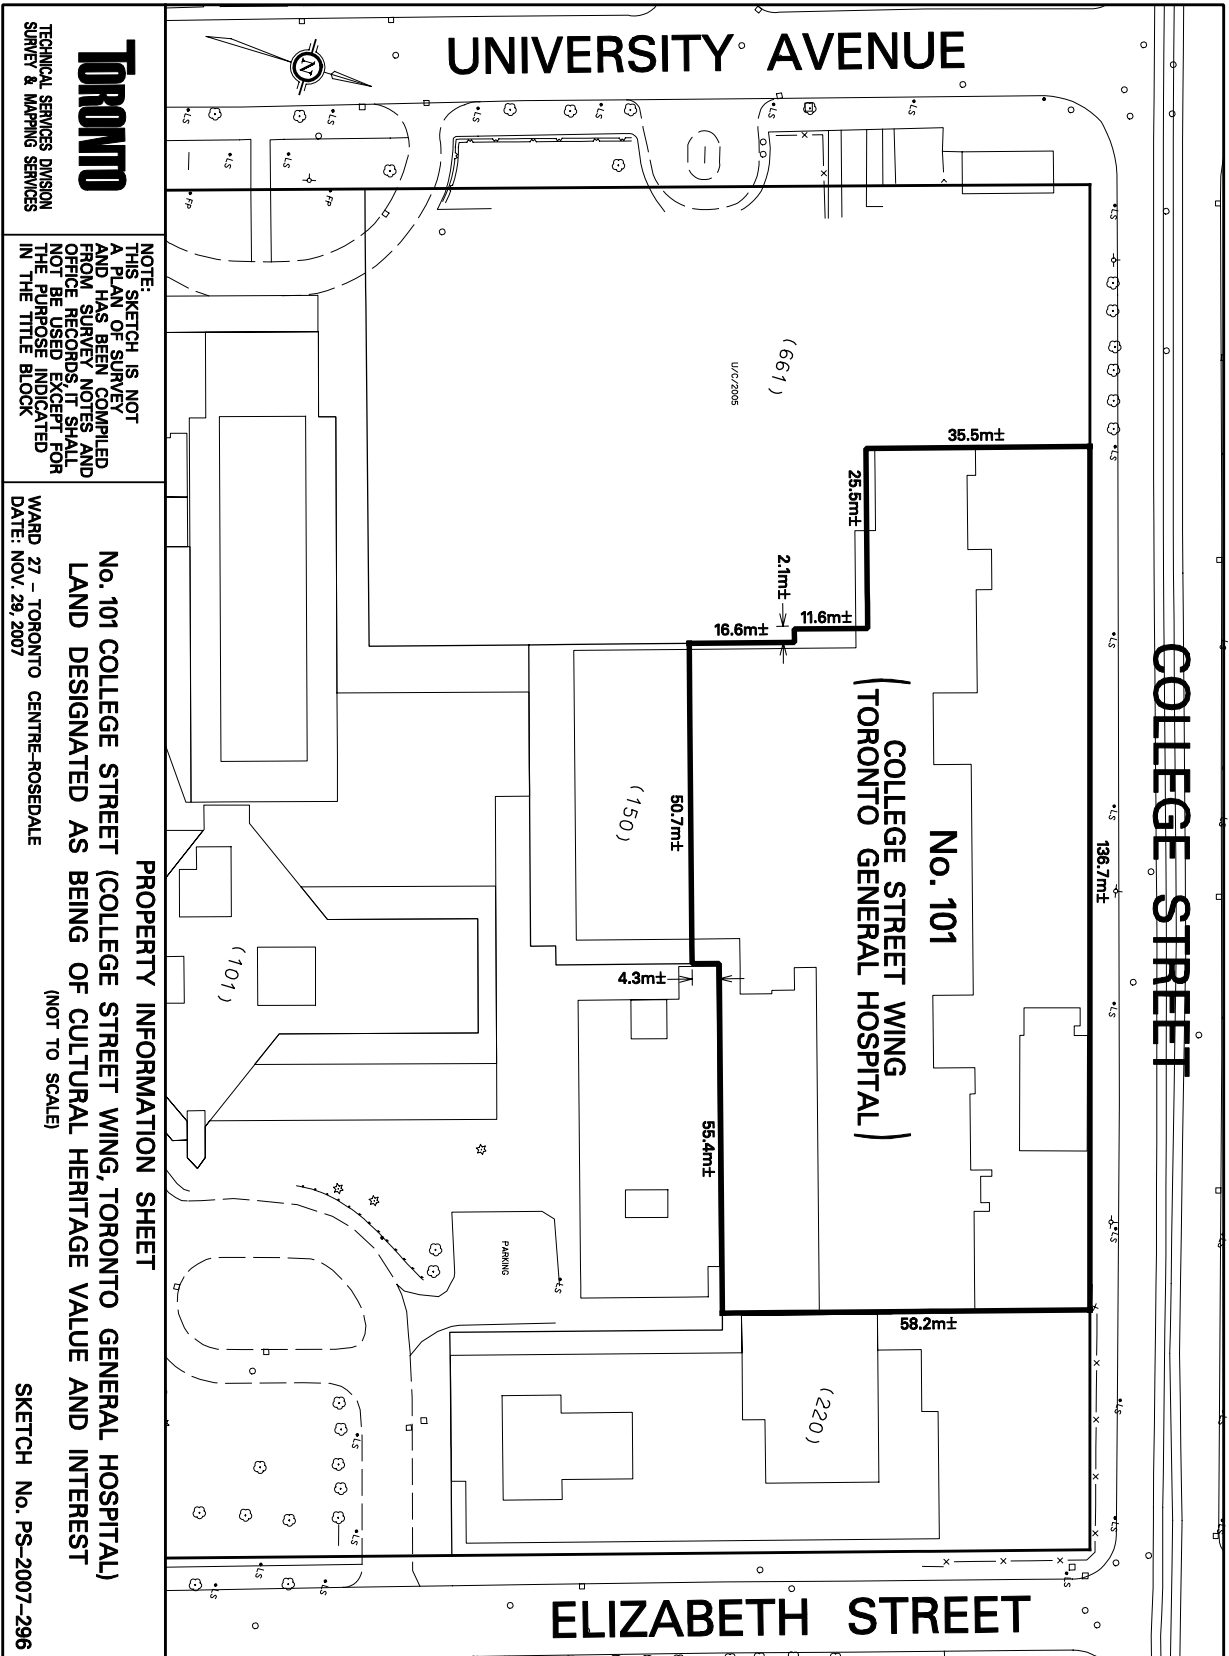 UNIVERSITY AVENUE
COLLEGE STREET
ELIZABETH STREET
N
(661)
U/C/2005
35.5m±
25.5m±
2.1m±
11.6m±
16.6m±
50.7m±
4.3m±
55.4m±
58.2m±
136.7m±
No. 101
(COLLEGE STREET WING
TORONTO GENERAL HOSPITAL)
(150)
(101)
(220)
PARKING
LS
FP
FP
TORONTO
TECHNICAL SERVICES DIVISION
SURVEY & MAPPING SERVICES
NOTE:
THIS SKETCH IS NOT
A PLAN OF SURVEY
AND HAS BEEN COMPILED
FROM SURVEY NOTES AND
OFFICE RECORDS, IT SHALL
NOT BE USED EXCEPT FOR
THE PURPOSE INDICATED
IN THE TITLE BLOCK
PROPERTY INFORMATION SHEET
No. 101 COLLEGE STREET (COLLEGE STREET WING, TORONTO GENERAL HOSPITAL)
LAND DESIGNATED AS BEING OF CULTURAL HERITAGE VALUE AND INTEREST
(NOT TO SCALE)
WARD 27 - TORONTO CENTRE-ROSEDALE
DATE: NOV. 29, 2007
SKETCH No. PS-2007-296